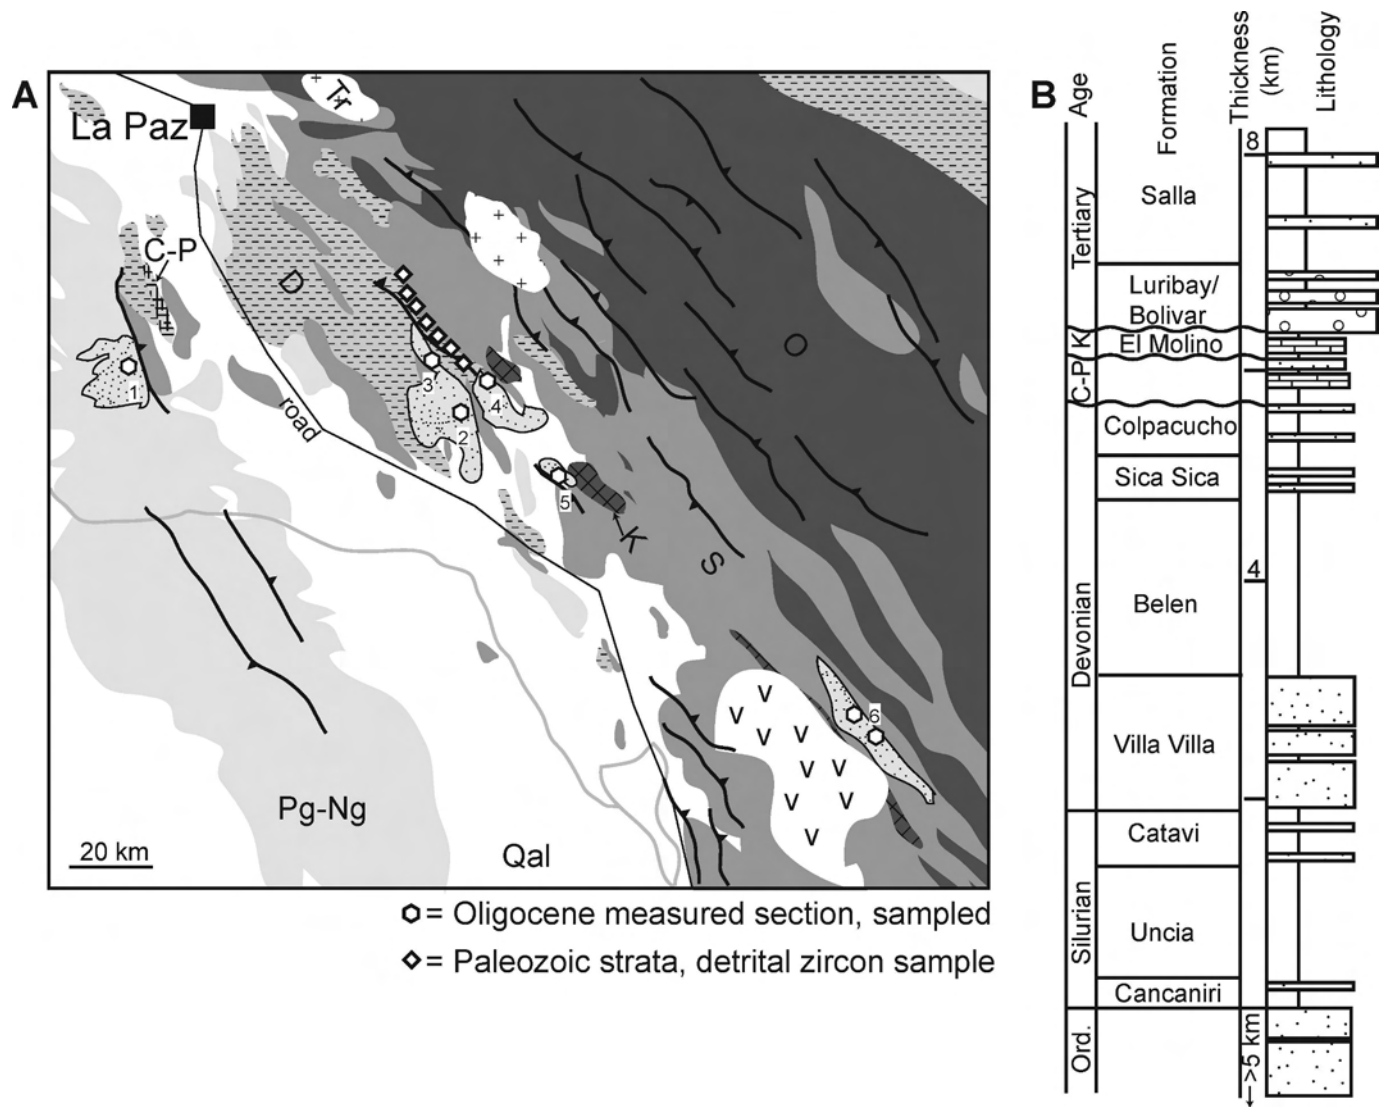 A
La Paz
Tr
C-P
D
O
1
3
4
2
road
5
K
S
6
Pg-Ng
20 km
Qal
= Oligocene measured section, sampled
= Paleozoic strata, detrital zircon sample
B
Age
Formation
Thickness
(km)
Lithology
Tertiary
Salla
8
Luribay/
Bolivar
K
El Molino
C-P
Colpacucho
Sica Sica
Devonian
4
Belen
Villa Villa
Silurian
Catavi
Uncia
Cancaniri
Ord.
>5 km